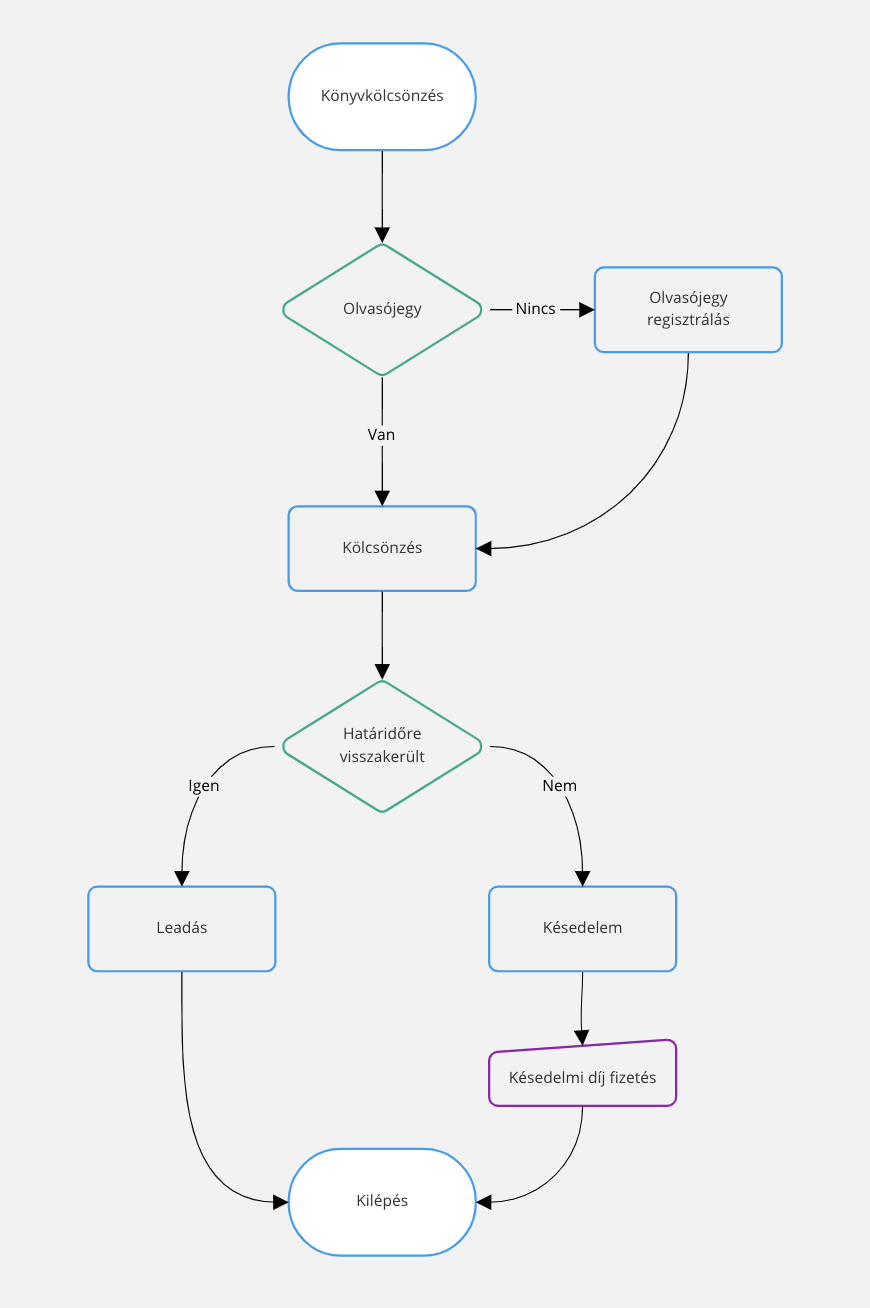 Könyvkölcsönzés
Olvasójegy
Nincs
Olvasójegy
regisztrálás
Van
Kölcsönzés
Határidőre
visszakerült
Igen
Nem
Leadás
Késedelem
Késedelmi díj fizetés
Kilépés